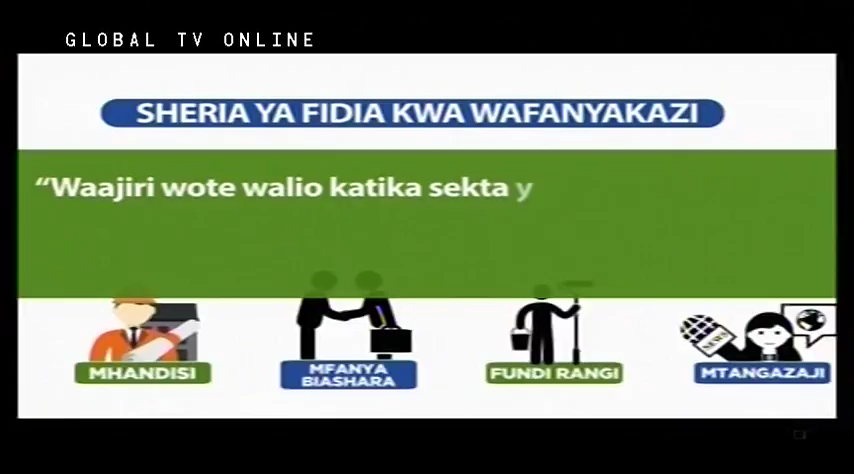 GLOBAL TV ONLINE
SHERIA YA FIDIA KWA WAFANYAKAZI
“Waajiri wote walio katika sekta y
NEWS
MHANDISI
MFANYA
BIASHARA
FUNDI RANGI
MTANGAZAJI